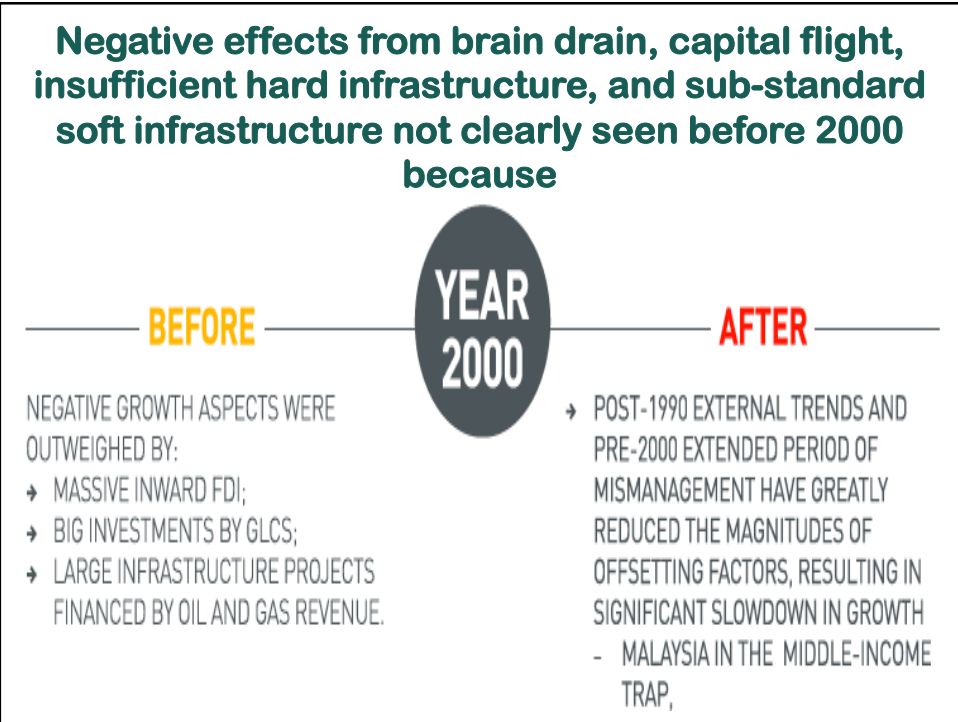 Negative effects from brain drain, capital flight,
insufficient hard infrastructure, and sub-standard
soft infrastructure not clearly seen before 2000
because
YEAR
2000
BEFORE
NEGATIVE GROWTH ASPECTS WERE
OUTWEIGHED BY:
→ MASSIVE INWARD FDI;
→ BIG INVESTMENTS BY GLCS;
→ LARGE INFRASTRUCTURE PROJECTS
FINANCED BY OIL AND GAS REVENUE.
AFTER
→ POST-1990 EXTERNAL TRENDS AND
PRE-2000 EXTENDED PERIOD OF
MISMANAGEMENT HAVE GREATLY
REDUCED THE MAGNITUDES OF
OFFSETTING FACTORS, RESULTING IN
SIGNIFICANT SLOWDOWN IN GROWTH
- MALAYSIA IN THE MIDDLE-INCOME
TRAP,